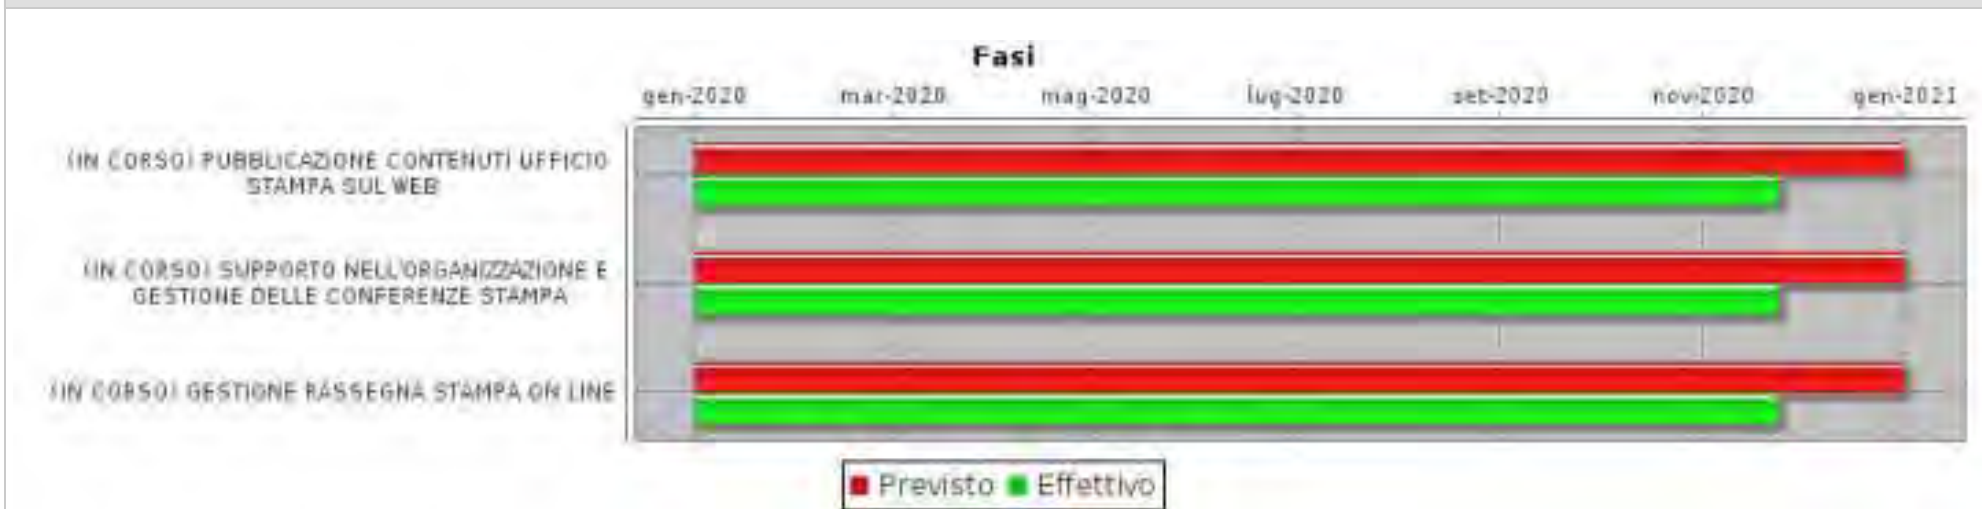 Fasi
gen-2020 mar-2020 mag-2020 lug-2020 set-2020 nov-2020 gen-2021
(IN CORSO) PUBBLICAZIONE CONTENUTI UFFICIO
STAMPA SUL WEB
(IN CORSO) SUPPORTO NELL'ORGANIZZAZIONE E
GESTIONE DELLE CONFERENZE STAMPA
(IN CORSO) GESTIONE RASSEGNA STAMPA ON LINE
Previsto Effettivo